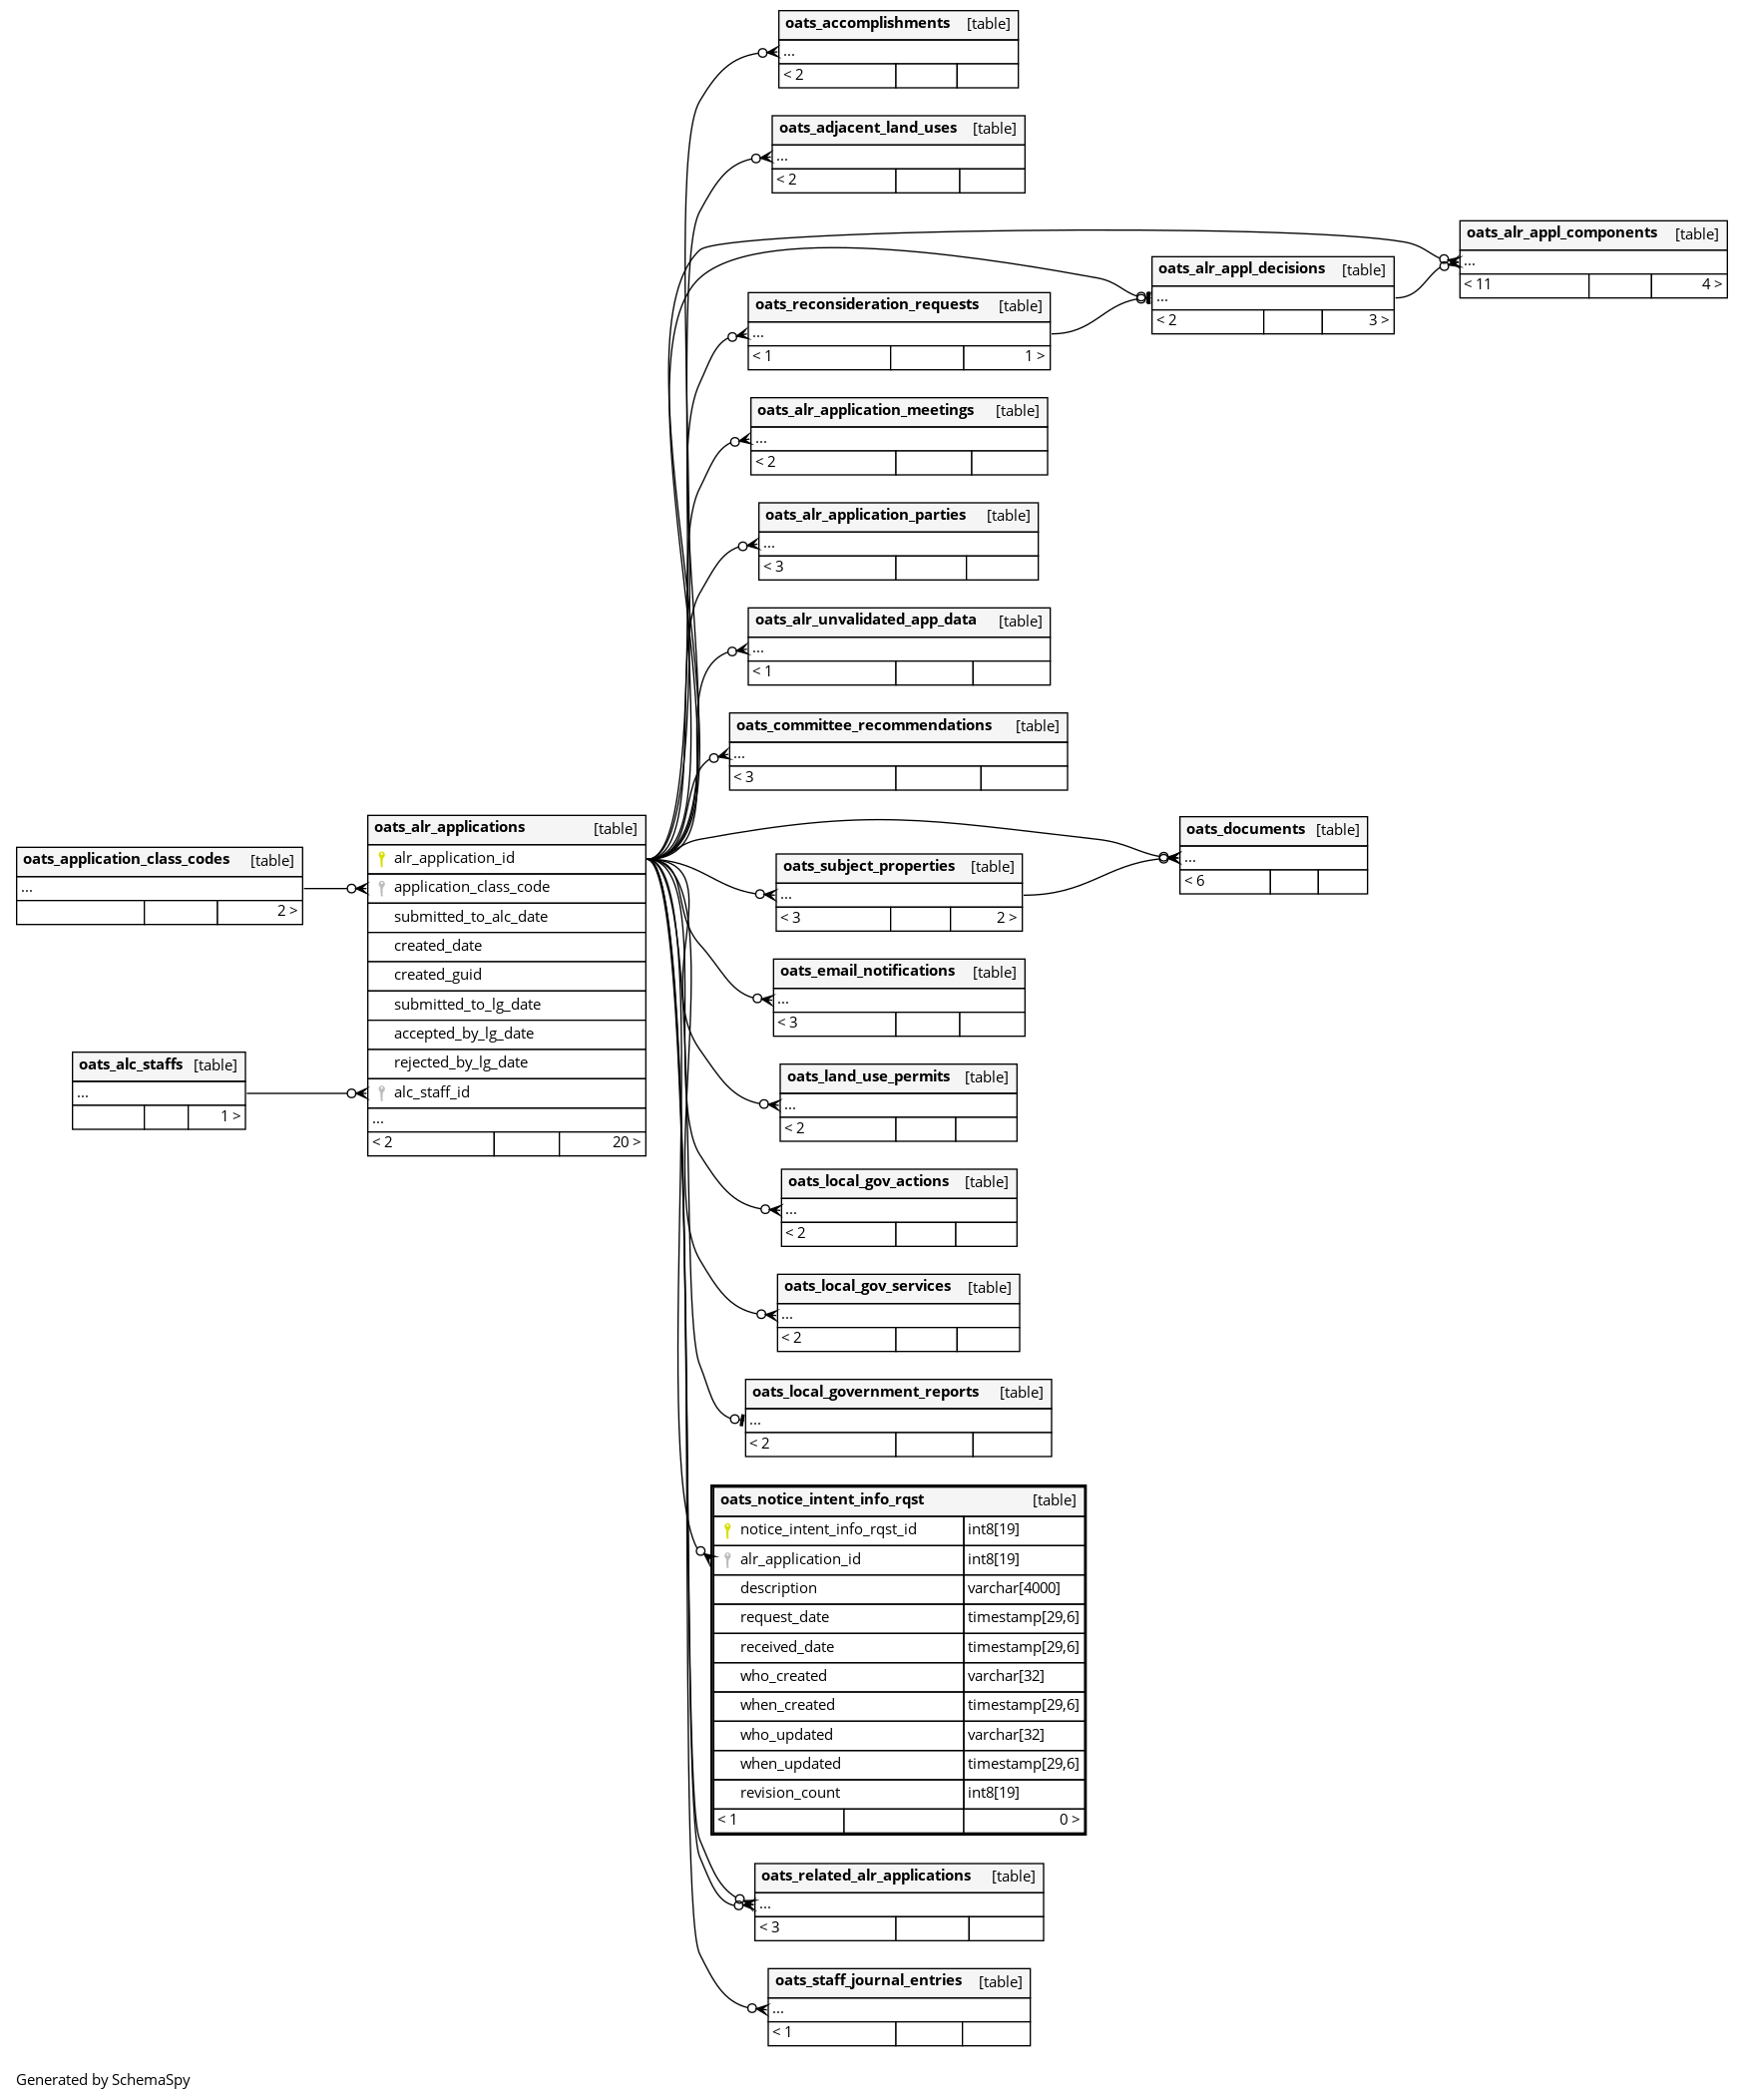 oats_accomplishments [table]
...
< 2
oats_adjacent_land_uses [table]
...
< 2
oats_alr_appl_components [table]
...
< 11 4 >
oats_alr_appl_decisions [table]
...
< 2 3 >
oats_reconsideration_requests [table]
...
< 1 1 >
oats_alr_application_meetings [table]
...
< 2
oats_alr_application_parties [table]
...
< 3
oats_alr_unvalidated_app_data [table]
...
< 1
oats_committee_recommendations [table]
...
< 3
oats_alr_applications [table]
alr_application_id
application_class_code
submitted_to_alc_date
created_date
created_guid
submitted_to_lg_date
accepted_by_lg_date
rejected_by_lg_date
alc_staff_id
...
< 2 20 >
oats_application_class_codes [table]
...
2 >
oats_alc_staffs [table]
...
1 >
oats_documents [table]
...
< 6
oats_subject_properties [table]
...
< 3 2 >
oats_email_notifications [table]
...
< 3
oats_land_use_permits [table]
...
< 2
oats_local_gov_actions [table]
...
< 2
oats_local_gov_services [table]
...
< 2
oats_local_government_reports [table]
...
< 2
oats_notice_intent_info_rqst [table]
notice_intent_info_rqst_id int8[19]
alr_application_id int8[19]
description varchar[4000]
request_date timestamp[29,6]
received_date timestamp[29,6]
who_created varchar[32]
when_created timestamp[29,6]
who_updated varchar[32]
when_updated timestamp[29,6]
revision_count int8[19]
< 1 0 >
oats_related_alr_applications [table]
...
< 3
oats_staff_journal_entries [table]
...
< 1
Generated by SchemaSpy